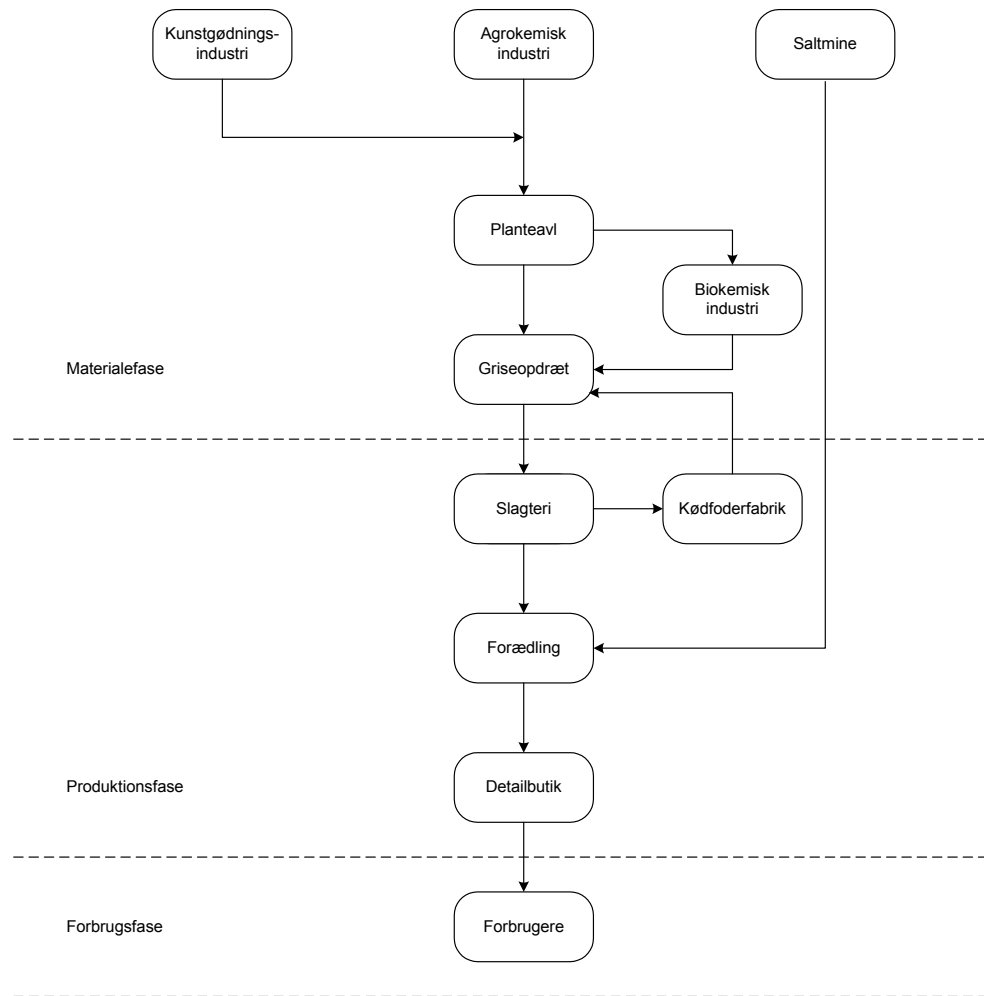 Kunstgødnings-
industri
Agrokemisk
industri
Saltmine
Planteavl
Biokemisk
industri
Materialefase
Griseopdræt
Slagteri
Kødfoderfabrik
Forædling
Produktionsfase
Detailbutik
Forbrugsfase
Forbrugere